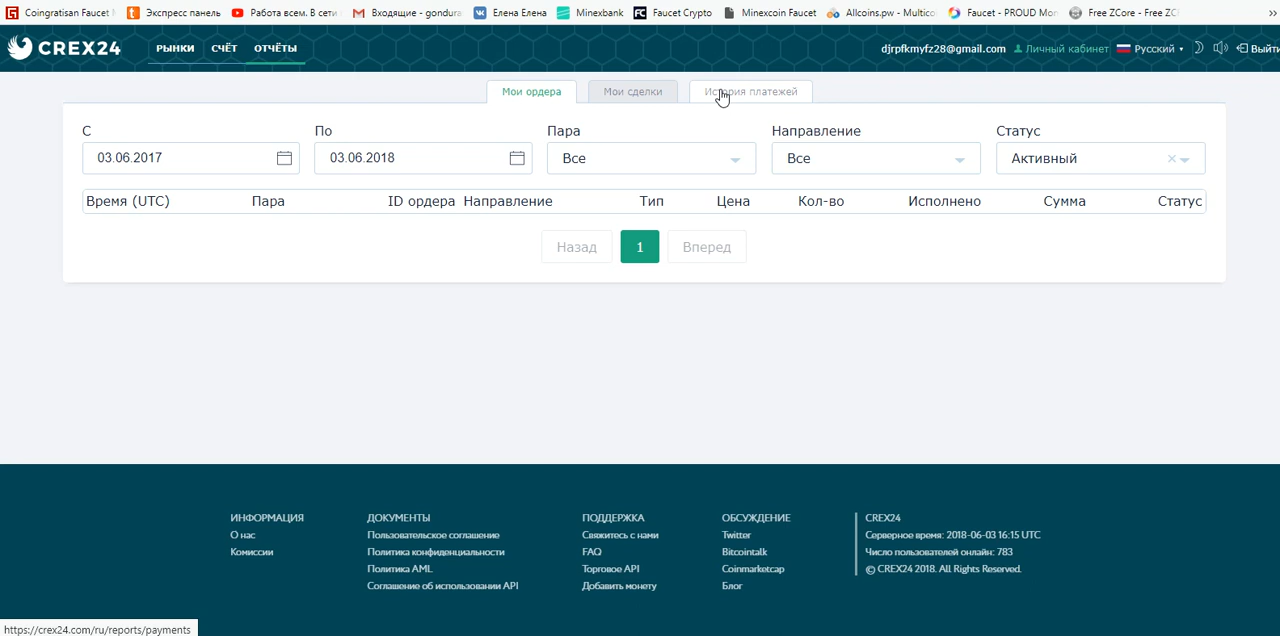 Coingratisan Faucet Экспресс панель Работа всем. В сети Входящие - gondura Елена Елена Minexbank Faucet Crypto Minexcoin Faucet Allcoins.pw - Multico Faucet - PROUD Mon Free ZCore - Free ZC »
CREX24 РЫНКИ СЧЁТ ОТЧЁТЫ djrpfkmyfz28@gmail.com Личный кабинет Русский Выйти
Мои ордера Мои сделки История платежей
С По Пара Направление Статус
03.06.2017 03.06.2018 Все Все Активный ×
Время (UTC) Пара ID ордера Направление Тип Цена Кол-во Исполнено Сумма Статус
Назад 1 Вперед
ИНФОРМАЦИЯ ДОКУМЕНТЫ ПОДДЕРЖКА ОБСУЖДЕНИЕ CREX24
О нас Пользовательское соглашение Свяжитесь с нами Twitter Серверное время: 2018-06-03 16:15 UTC
Комиссии Политика конфиденциальности FAQ Bitcointalk Число пользователей онлайн: 783
Политика AML Торговое API Coinmarketcap © CREX24 2018. All Rights Reserved.
Соглашение об использовании API Добавить монету Блог
https://crex24.com/ru/reports/payments